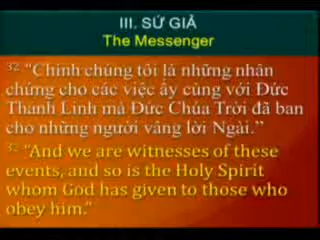 III. SỨ GIẢ
The Messenger
32. “Chính chúng tôi là những nhân
chứng cho các việc ấy cùng với Đức
Thánh Linh mà Đức Chúa Trời đã ban
cho những người vâng lời Ngài.”
32 “And we are witnesses of these
events, and so is the Holy Spirit
whom God has given to those who
obey him.”